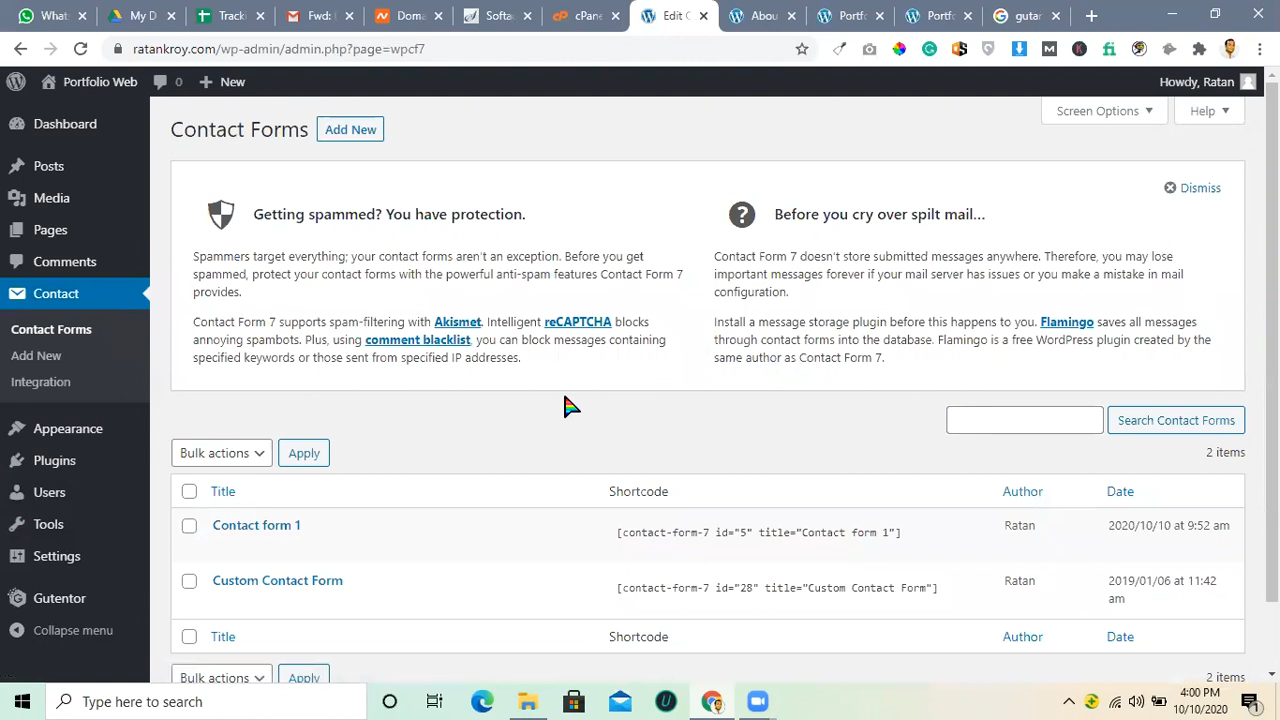 What
My D
Tracki
Fwd:
Doma
Softa
cPane
Edit C
Abou
Portfo
Portfo
gutar
ratankroy.com/wp-admin/admin.php?page=wpcf7
Portfolio Web
0
New
Howdy, Ratan
Dashboard
Posts
Media
Pages
Comments
Contact
Contact Forms
Add New
Integration
Appearance
Plugins
Users
Tools
Settings
Gutentor
Collapse menu
Contact Forms
Add New
Screen Options
Help
Dismiss
Getting spammed? You have protection.
Spammers target everything; your contact forms aren't an exception. Before you get
spammed, protect your contact forms with the powerful anti-spam features Contact Form 7
provides.
Contact Form 7 supports spam-filtering with Akismet. Intelligent reCAPTCHA blocks
annoying spambots. Plus, using comment blacklist, you can block messages containing
specified keywords or those sent from specified IP addresses.
Before you cry over spilt mail...
Contact Form 7 doesn't store submitted messages anywhere. Therefore, you may lose
important messages forever if your mail server has issues or you make a mistake in mail
configuration.
Install a message storage plugin before this happens to you. Flamingo saves all messages
through contact forms into the database. Flamingo is a free WordPress plugin created by the
same author as Contact Form 7.
Search Contact Forms
Bulk actions
Apply
2 items
Title
Shortcode
Author
Date
Contact form 1
[contact-form-7 id="5" title="Contact form 1"]
Ratan
2020/10/10 at 9:52 am
Custom Contact Form
[contact-form-7 id="28" title="Custom Contact Form"]
Ratan
2019/01/06 at 11:42
am
Title
Shortcode
Author
Date
Bulk actions
Apply
2 items
Type here to search
4:00 PM
10/10/2020